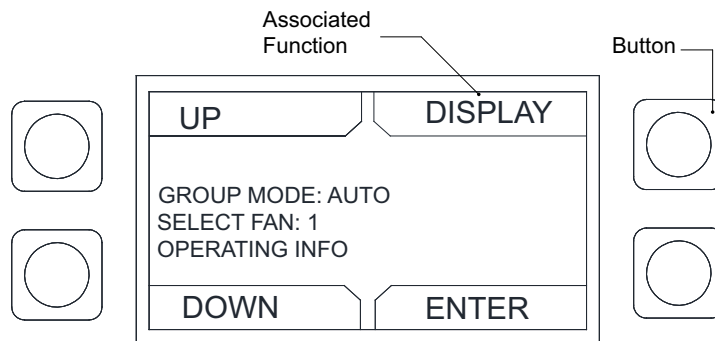 Associated
Function
Button
UP
DISPLAY
GROUP MODE: AUTO
SELECT FAN: 1
OPERATING INFO
DOWN
ENTER